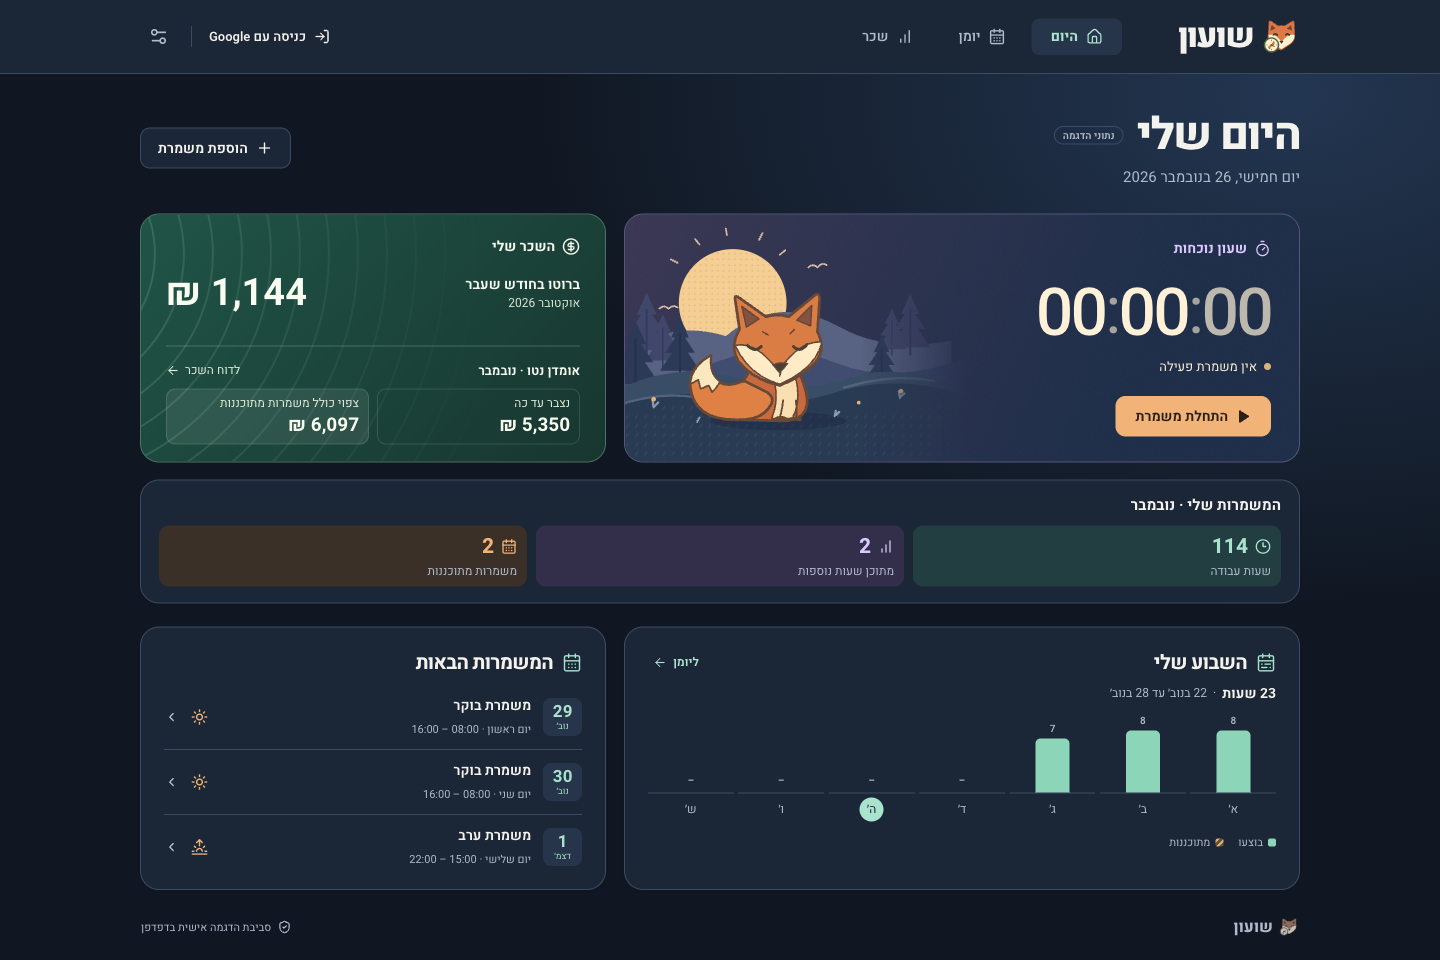 שועון
היום
יומן
שכר
כניסה עם Google
היום שלי
נתוני הדגמה
יום חמישי, 26 בנובמבר 2026
הוספת משמרת
שעון נוכחות
00:00:00
אין משמרת פעילה
התחלת משמרת
השכר שלי
ברוטו בחודש שעבר
אוקטובר 2026
1,144 ₪
אומדן נטו · נובמבר
לדוח השכר
נצבר עד כה
5,350 ₪
צפוי כולל משמרות מתוכננות
6,097 ₪
המשמרות שלי · נובמבר
114
שעות עבודה
2
מתוכן שעות נוספות
2
משמרות מתוכננות
השבוע שלי
ליומן
23 שעות · 22 בנוב׳ עד 28 בנוב׳
8
8
7
–
–
–
–
א׳
ב׳
ג׳
ד׳
ה׳
ו׳
ש׳
בוצעו
מתוכננות
המשמרות הבאות
29
נוב׳
משמרת בוקר
יום ראשון · 08:00 – 16:00
30
נוב׳
משמרת בוקר
יום שני · 08:00 – 16:00
1
דצמ׳
משמרת ערב
יום שלישי · 15:00 – 22:00
שועון
סביבת הדגמה אישית בדפדפן